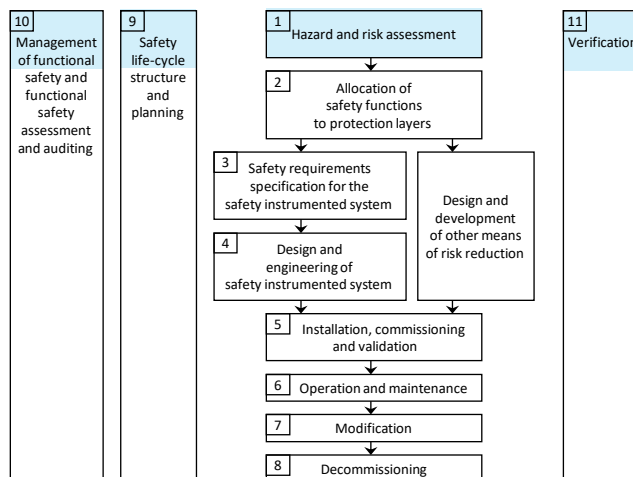 10
Management
of functional
safety and
functional
safety
assessment
and auditing
9
Safety
life-cycle
structure
and
planning
1
Hazard and risk assessment
2
Allocation of
safety functions
to protection layers
3
Safety requirements
specification for the
safety instrumented system
4
Design and
engineering of
safety instrumented system
Design and
development
of other means
of risk reduction
5
Installation, commissioning
and validation
6
Operation and maintenance
7
Modification
8
Decommissioning
11
Verification